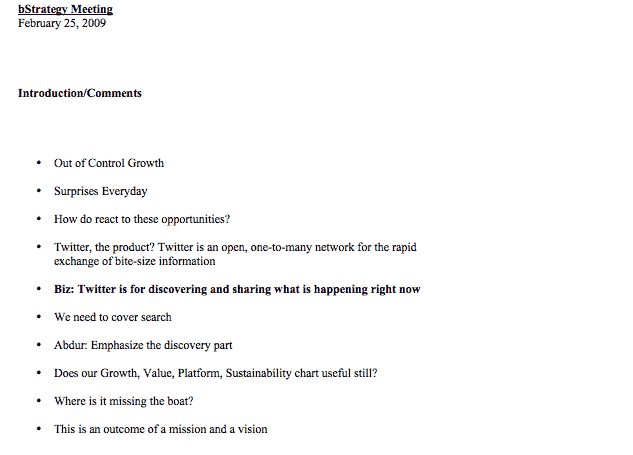 bStrategy Meeting
February 25, 2009
Introduction/Comments
• Out of Control Growth
• Surprises Everyday
• How do react to these opportunities?
• Twitter, the product? Twitter is an open, one-to-many network for the rapid
exchange of bite-size information
• Biz: Twitter is for discovering and sharing what is happening right now
• We need to cover search
• Abdur: Emphasize the discovery part
• Does our Growth, Value, Platform, Sustainability chart useful still?
• Where is it missing the boat?
• This is an outcome of a mission and a vision